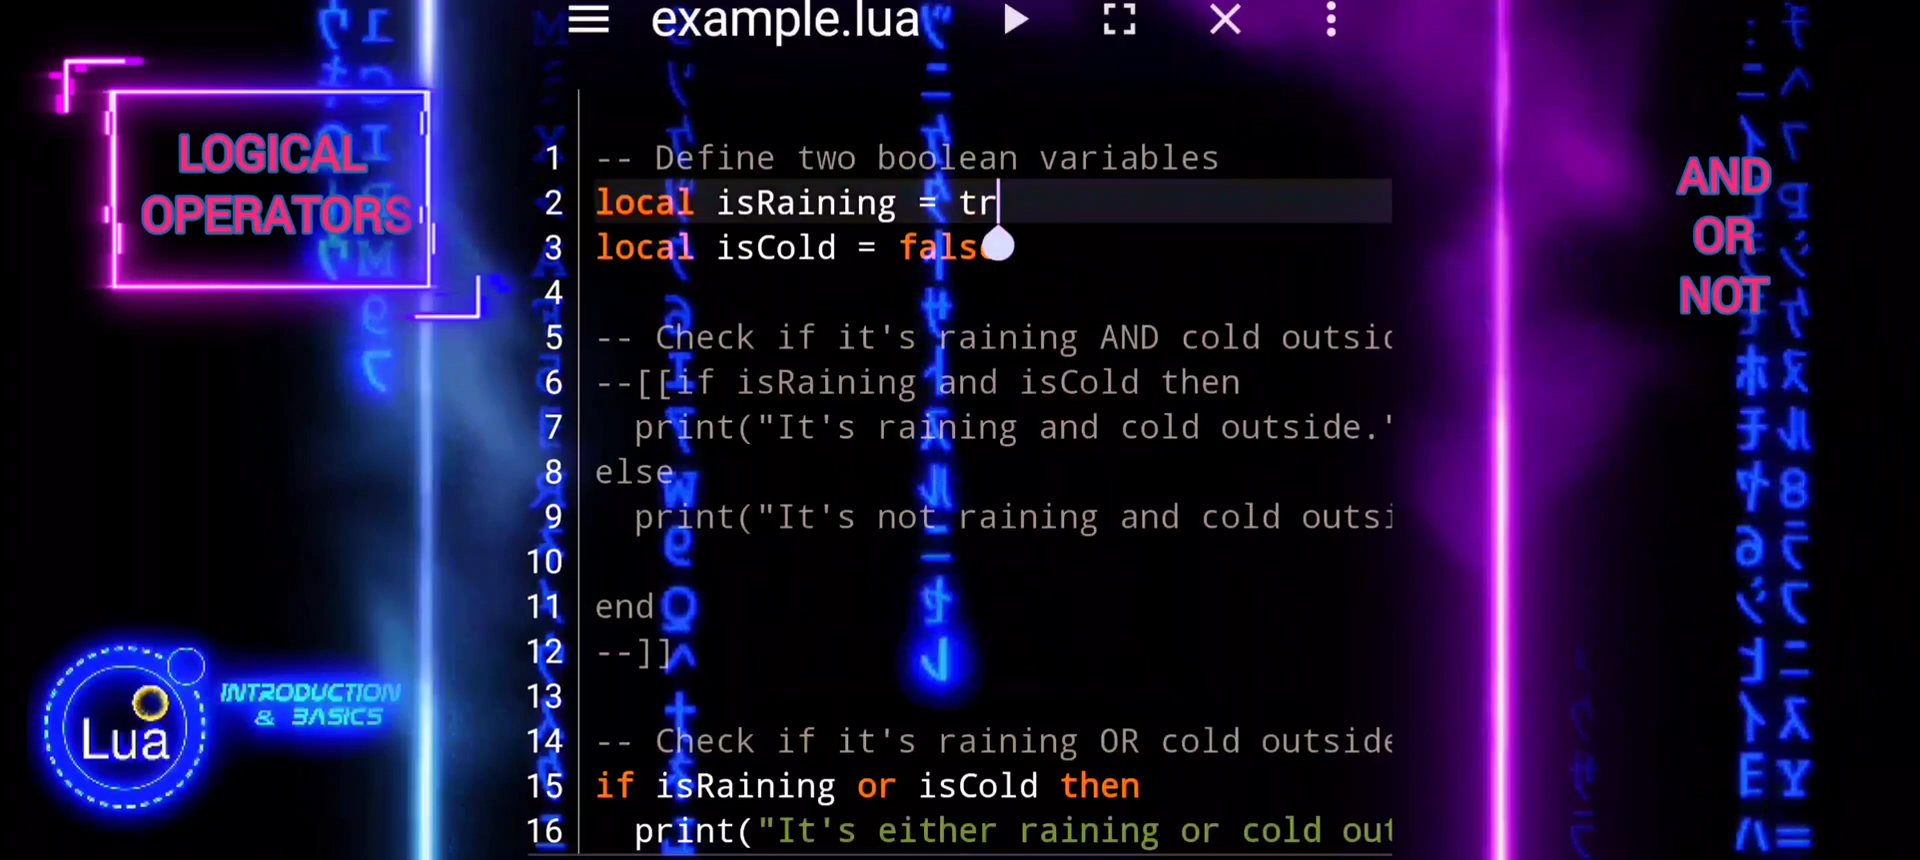 example.lua
LOGICAL
OPERATORS
AND
OR
NOT
1 -- Define two boolean variables
2 local isRaining = tr
3 local isCold = fals
4
5 -- Check if it's raining AND cold outsid
6 --[[if isRaining and isCold then
7 print("It's raining and cold outside."
8 else
9 print("It's not raining and cold outsi
10
11 end
12 --]]
13
14 -- Check if it's raining OR cold outside
15 if isRaining or isCold then
16 print("It's either raining or cold out
Lua
INTRODUCTION
& BASICS